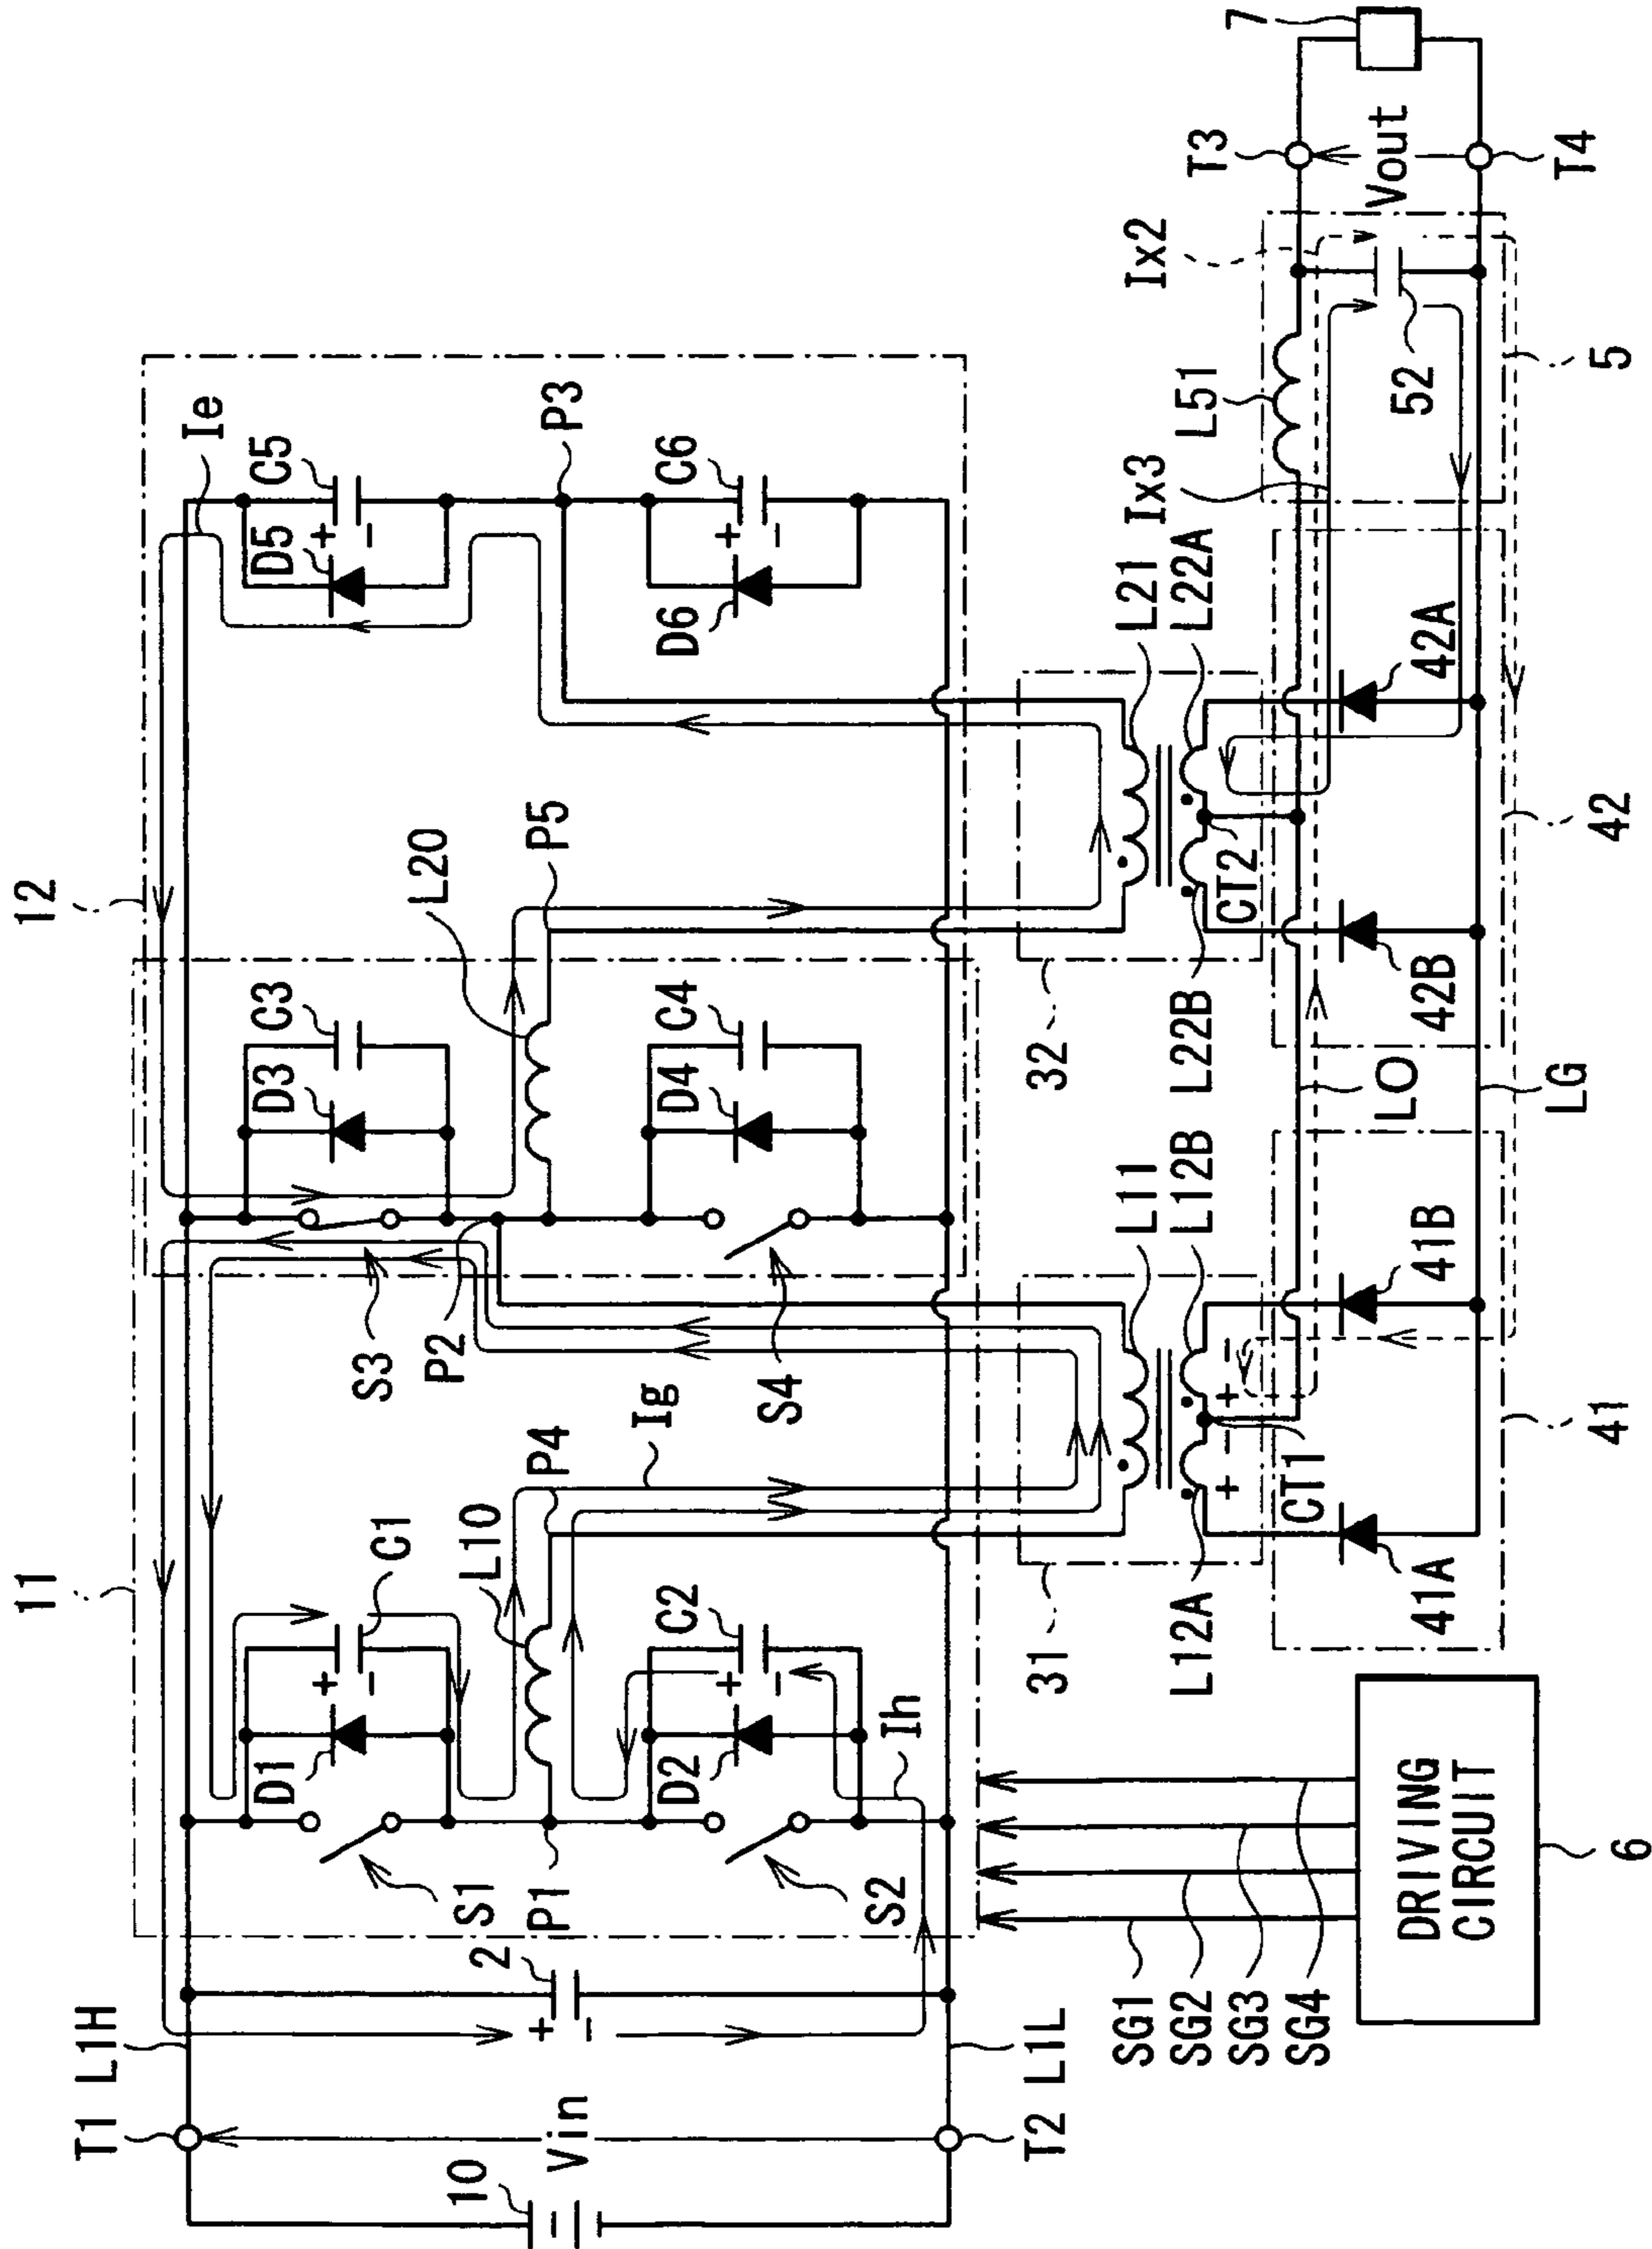 12
11
Ie
L1H
T1
D5
C5
+
-
D3
C3
D1
C1
+
-
L20
P5
P3
S3
P2
P4
L10
S1
P1
2
+
-
Vin
10
D6
C6
+
-
D4
C4
S4
Ig
D2
C2
+
-
Ih
S2
L1L
T2
32
L21
L22A
L22B
CT2
31
L11
L12B
L12A
+ - + -
CT1
Ix3
L51
Ix2
T3
7
Vout
T4
52
5
42A
42B
42
LO
LG
41B
41A
41
SG1
SG2
SG3
SG4
DRIVING
CIRCUIT
6